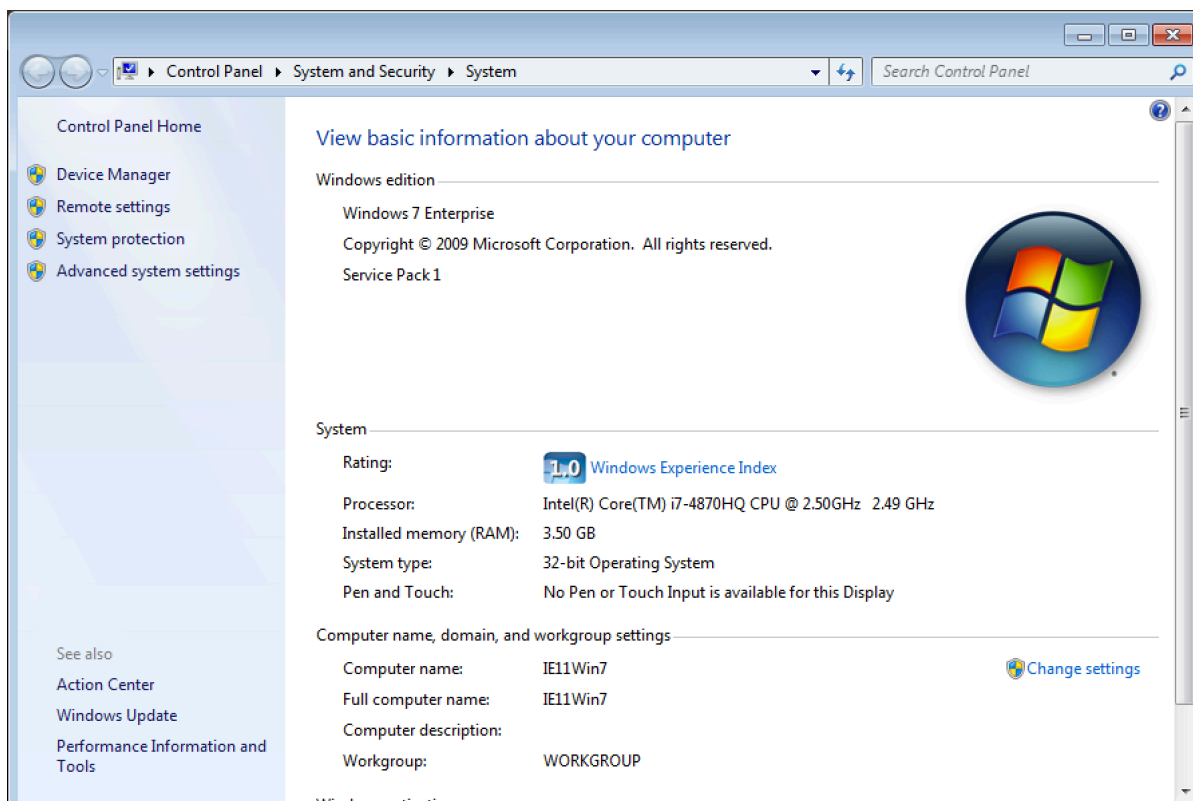 Control Panel ▸ System and Security ▸ System
Search Control Panel
Control Panel Home
Device Manager
Remote settings
System protection
Advanced system settings
See also
Action Center
Windows Update
Performance Information and
Tools
View basic information about your computer
Windows edition
Windows 7 Enterprise
Copyright © 2009 Microsoft Corporation. All rights reserved.
Service Pack 1
System
Rating: 1.0 Windows Experience Index
Processor: Intel(R) Core(TM) i7-4870HQ CPU @ 2.50GHz 2.49 GHz
Installed memory (RAM): 3.50 GB
System type: 32-bit Operating System
Pen and Touch: No Pen or Touch Input is available for this Display
Computer name, domain, and workgroup settings
Computer name: IE11Win7 Change settings
Full computer name: IE11Win7
Computer description:
Workgroup: WORKGROUP